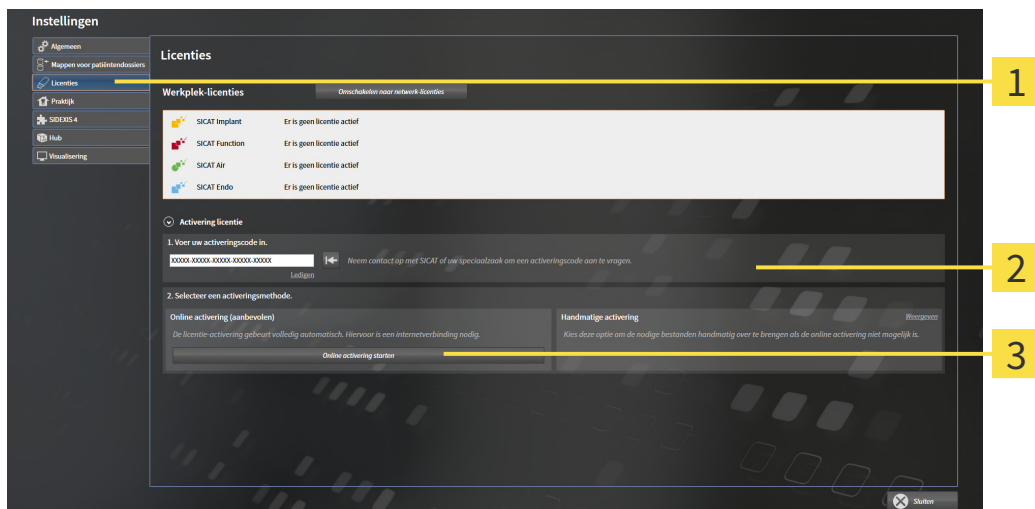 Instellingen
Algemeen
Mappen voor patiëntendossiers
Licenties
Praktijk
SIDEXIS 4
Hub
Visualisering
Licenties
Werkplek-licenties
Omschakelen naar netwerk-licenties
SICAT Implant Er is geen licentie actief
SICAT Function Er is geen licentie actief
SICAT Air Er is geen licentie actief
SICAT Endo Er is geen licentie actief
Activering licentie
1. Voer uw activeringscode in.
XXXXX-XXXXX-XXXXX-XXXXX-XXXXX
Neem contact op met SICAT of uw speciaalzaak om een activeringscode aan te vragen.
Ledigen
2. Selecteer een activeringsmethode.
Online activering (aanbevolen)
De licentie-activering gebeurt volledig automatisch. Hiervoor is een internetverbinding nodig.
Online activering starten
Handmatige activering Weergeven
Kies deze optie om de nodige bestanden handmatig over te brengen als de online activering niet mogelijk is.
Sluiten
1
2
3